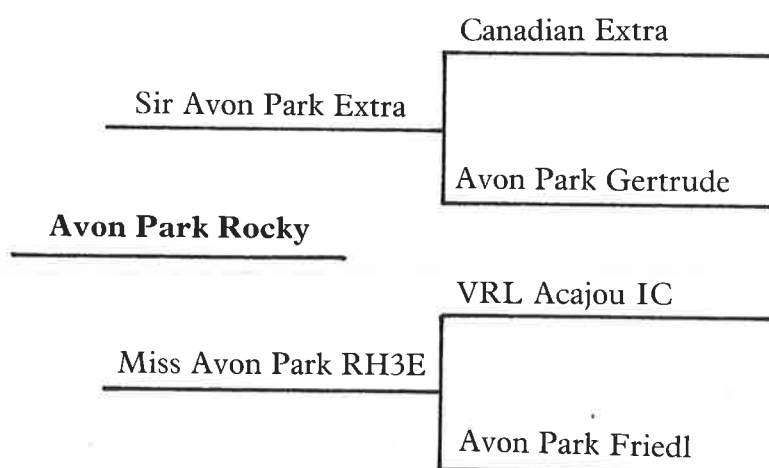 Canadian Extra
Sir Avon Park Extra
Avon Park Gertrude
Avon Park Rocky
VRL Acajou IC
Miss Avon Park RH3E
Avon Park Friedl